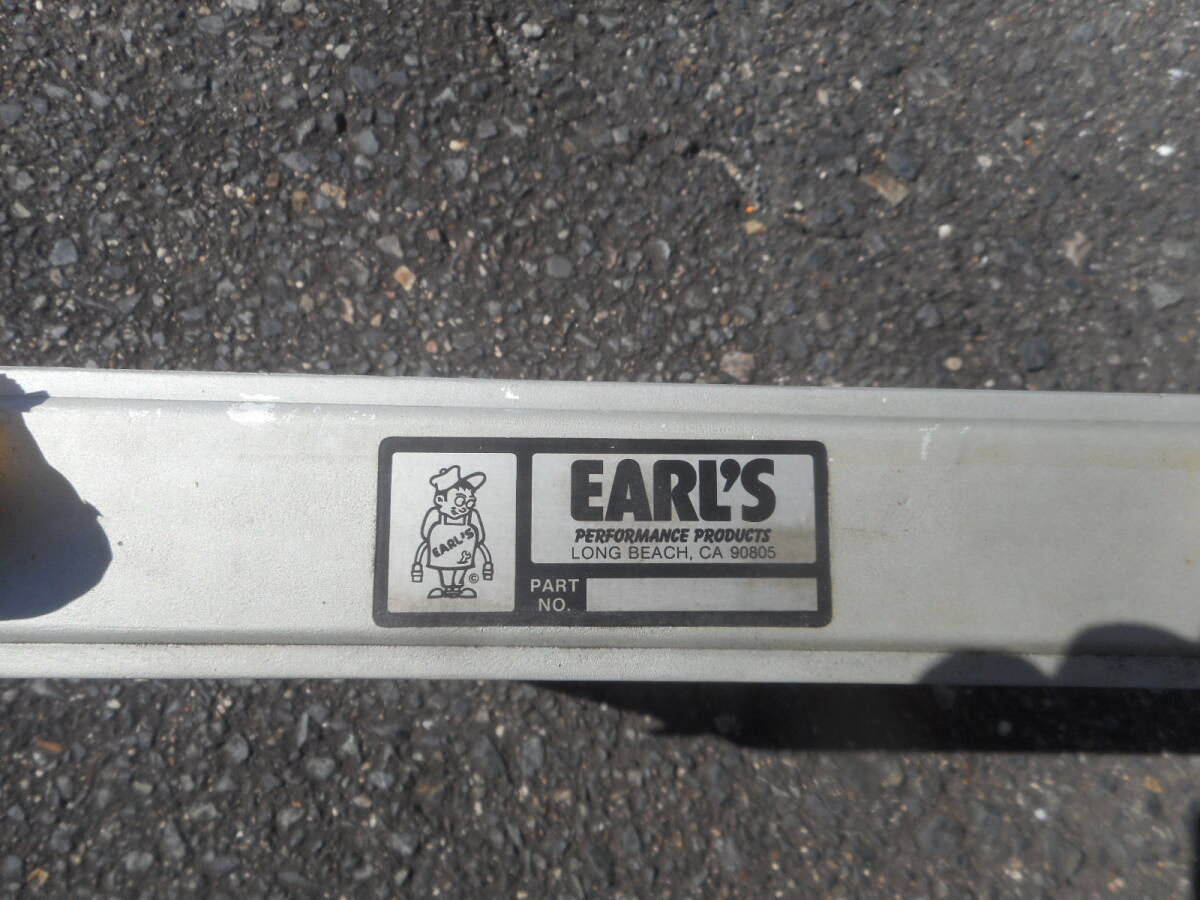 EARL'S
PERFORMANCE PRODUCTS
LONG BEACH, CA 90805
EARL'S
©
PART
NO.